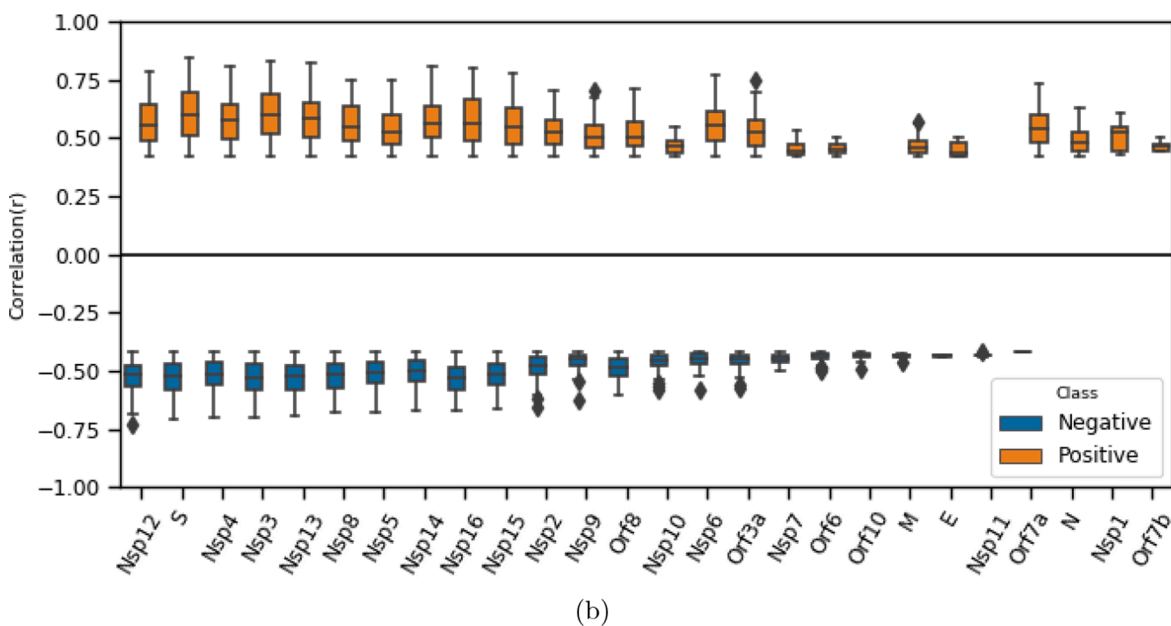 1.00
0.75
0.50
0.25
0.00
−0.25
−0.50
−0.75
−1.00
Correlation(r)
Class
Negative
Positive
Nsp12
S
Nsp4
Nsp3
Nsp13
Nsp8
Nsp5
Nsp14
Nsp16
Nsp15
Nsp2
Nsp9
Orf8
Nsp10
Nsp6
Orf3a
Nsp7
Orf6
Orf10
M
E
Nsp11
Orf7a
N
Nsp1
Orf7b
(b)